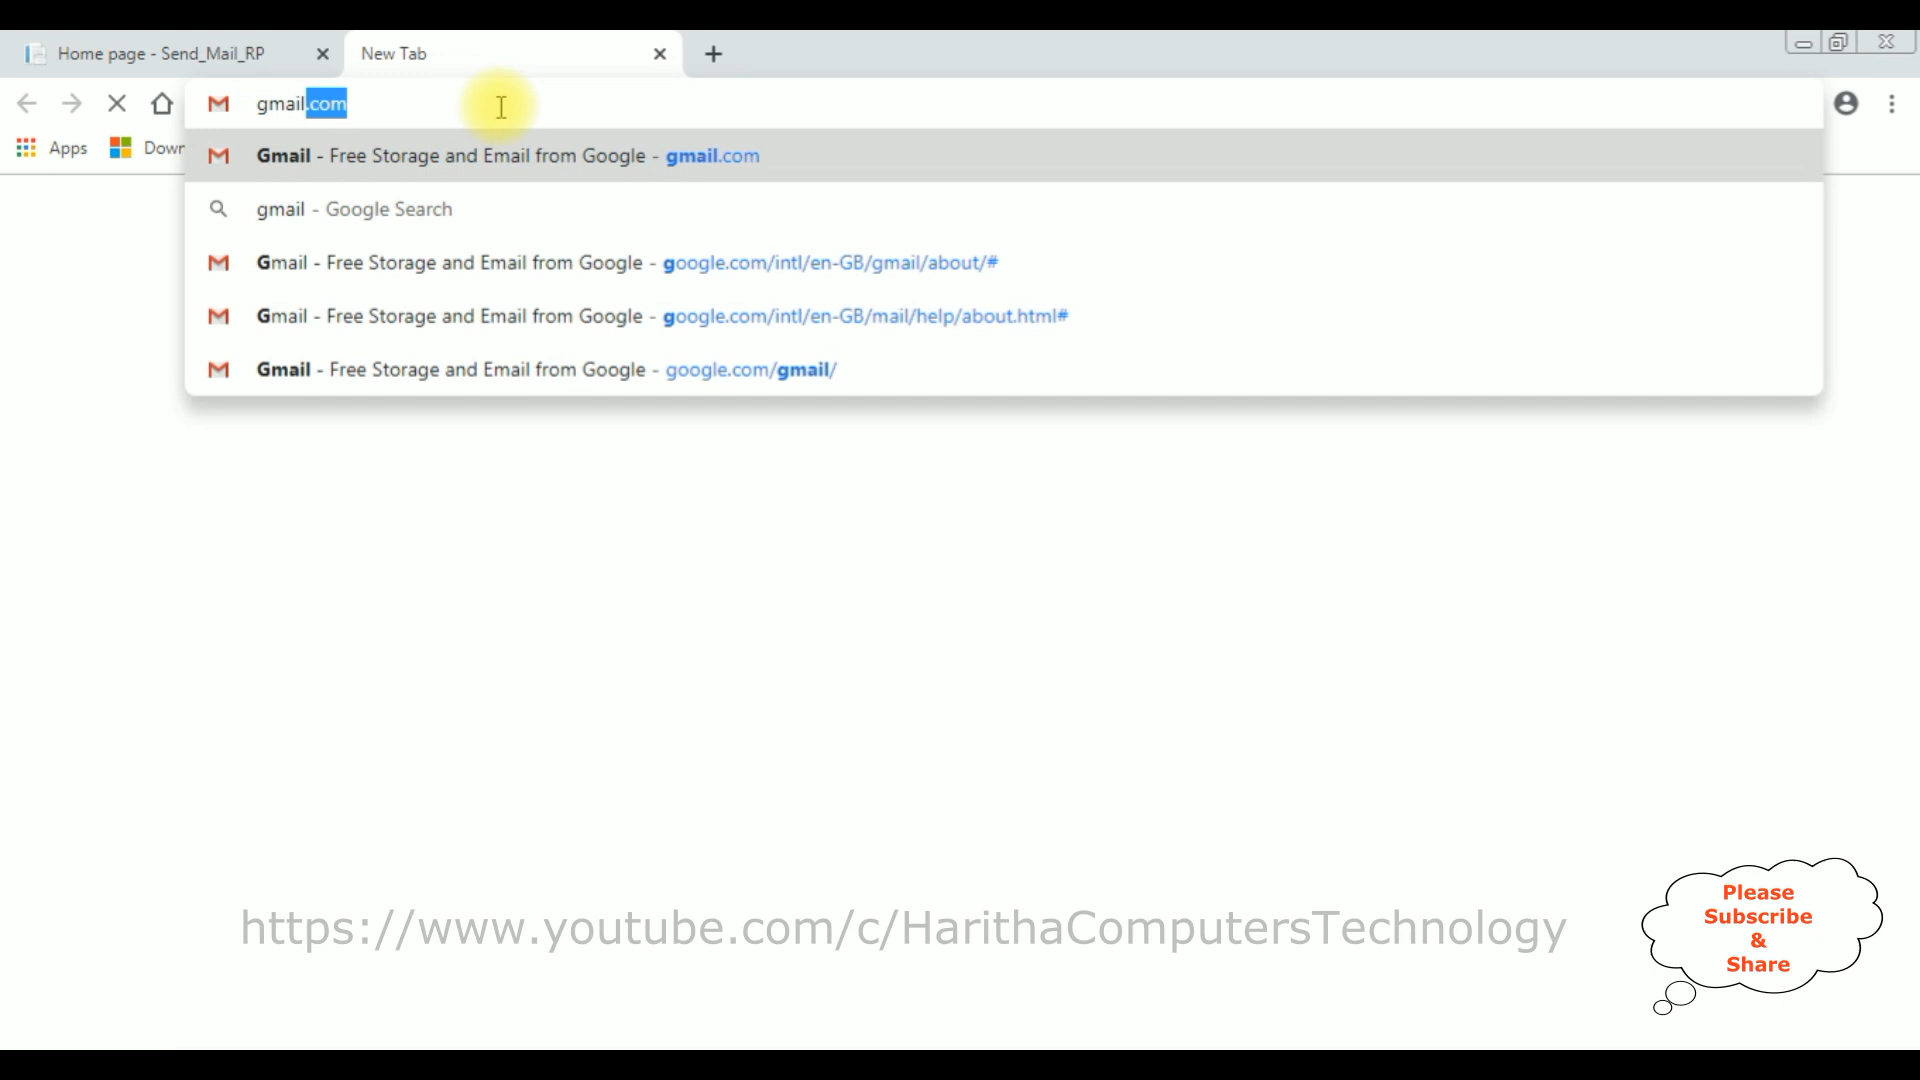 Home page - Send_Mail_RP
New Tab
gmail.com
Apps
Down
Gmail - Free Storage and Email from Google - gmail.com
gmail - Google Search
Gmail - Free Storage and Email from Google - google.com/intl/en-GB/gmail/about/#
Gmail - Free Storage and Email from Google - google.com/intl/en-GB/mail/help/about.html#
Gmail - Free Storage and Email from Google - google.com/gmail/
https://www.youtube.com/c/HarithaComputersTechnology
Please
Subscribe
&
Share